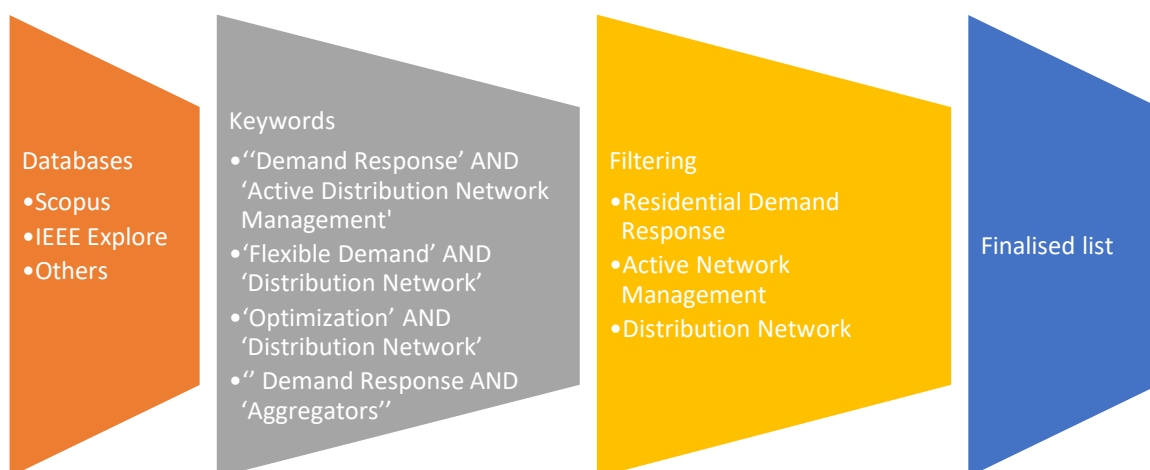 Databases
•Scopus
•IEEE Explore
•Others
Keywords
•‘’Demand Response’ AND
‘Active Distribution Network
Management'
•‘Flexible Demand’ AND
‘Distribution Network’
•‘Optimization’ AND
‘Distribution Network’
•‘’ Demand Response AND
‘Aggregators’’
Filtering
•Residential Demand
Response
•Active Network
Management
•Distribution Network
Finalised list